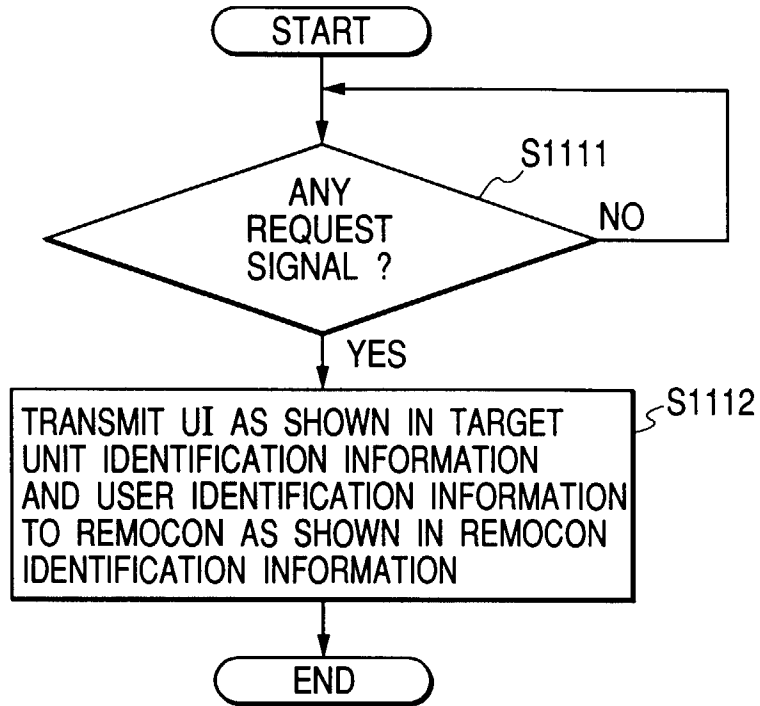 START
S1111
ANY
REQUEST
SIGNAL ?
NO
YES
S1112
TRANSMIT UI AS SHOWN IN TARGET
UNIT IDENTIFICATION INFORMATION
AND USER IDENTIFICATION INFORMATION
TO REMOCON AS SHOWN IN REMOCON
IDENTIFICATION INFORMATION
END